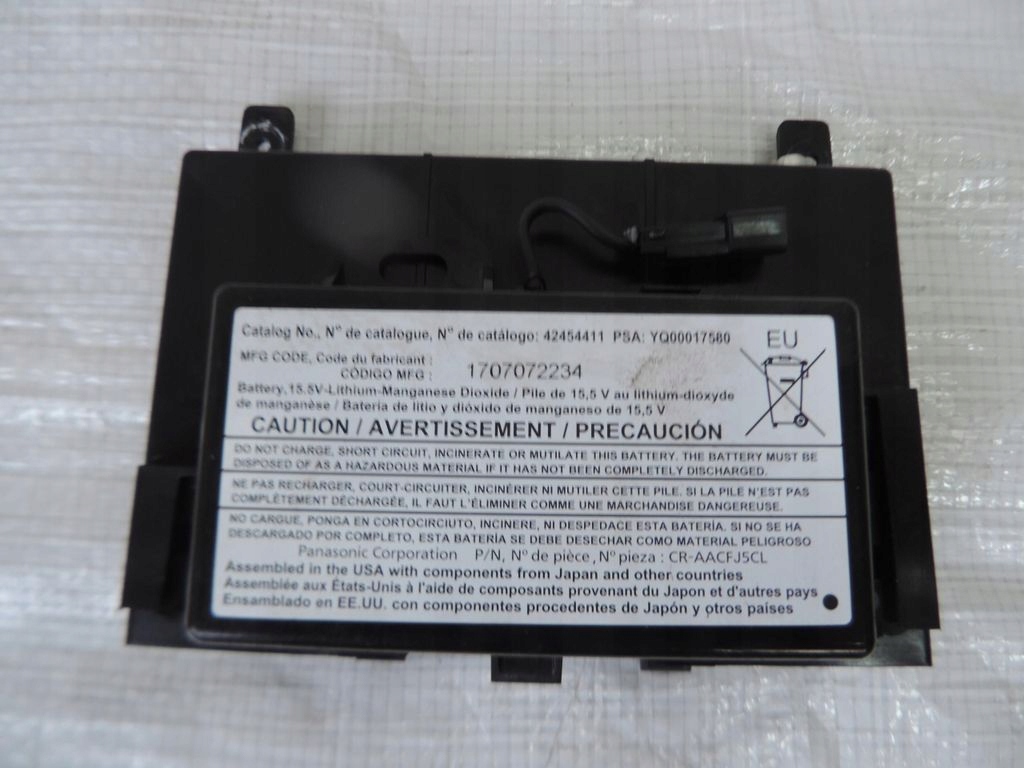 Catalog No., Nº de catalogue, Nº de catálogo: 42454411 PSA: YQ00017580
EU
MFG CODE, Code du fabricant :
CÓDIGO MFG : 1707072234
Battery,15.5V-Lithium-Manganese Dioxide / Pile de 15,5 V au lithium-dioxyde
de manganèse / Batería de litio y dióxido de manganeso de 15,5 V
CAUTION / AVERTISSEMENT / PRECAUCIÓN
DO NOT CHARGE, SHORT CIRCUIT, INCINERATE OR MUTILATE THIS BATTERY. THE BATTERY MUST BE
DISPOSED OF AS A HAZARDOUS MATERIAL IF IT HAS NOT BEEN COMPLETELY DISCHARGED.
NE PAS RECHARGER, COURT-CIRCUITER, INCINÉRER NI MUTILER CETTE PILE. SI LA PILE N'EST PAS
COMPLÉTEMENT DÉCHARGÉE, IL FAUT L'ÉLIMINER COMME UNE MARCHANDISE DANGEREUSE.
NO CARGUE, PONGA EN CORTOCIRCIUTO, INCINERE, NI DESPEDACE ESTA BATERÍA. SI NO SE HA
DESCARGADO POR COMPLETO, ESTA BATERÍA SE DEBE DESECHAR COMO MATERIAL PELIGROSO
Panasonic Corporation P/N, Nº de pièce, Nº pieza : CR-AACFJ5CL
Assembled in the USA with components from Japan and other countries
Assemblée aux États-Unis à l'aide de composants provenant du Japon et d'autres pays
Ensamblado en EE.UU. con componentes procedentes de Japón y otros países